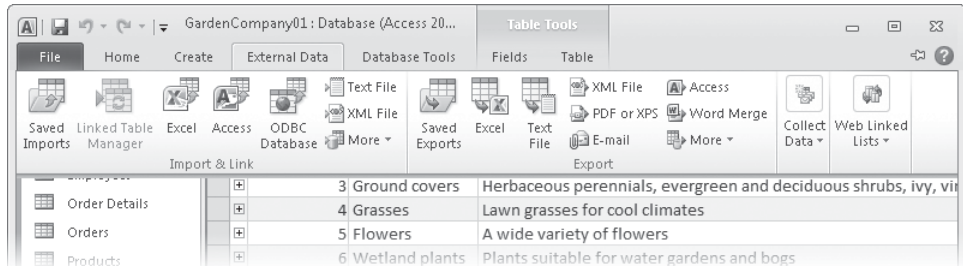 A GardenCompany01 : Database (Access 20... Table Tools
File Home Create External Data Database Tools Fields Table
Saved Imports
Linked Table Manager
Excel
Access
ODBC Database
Text File
XML File
More
Import & Link
Saved Exports
Excel
Text File
XML File
PDF or XPS
E-mail
Access
Word Merge
More
Export
Collect Data
Web Linked Lists
3 Ground covers Herbaceous perennials, evergreen and deciduous shrubs, ivy, vi
Order Details 4 Grasses Lawn grasses for cool climates
Orders 5 Flowers A wide variety of flowers
Products 6 Wetland plants Plants suitable for water gardens and bogs